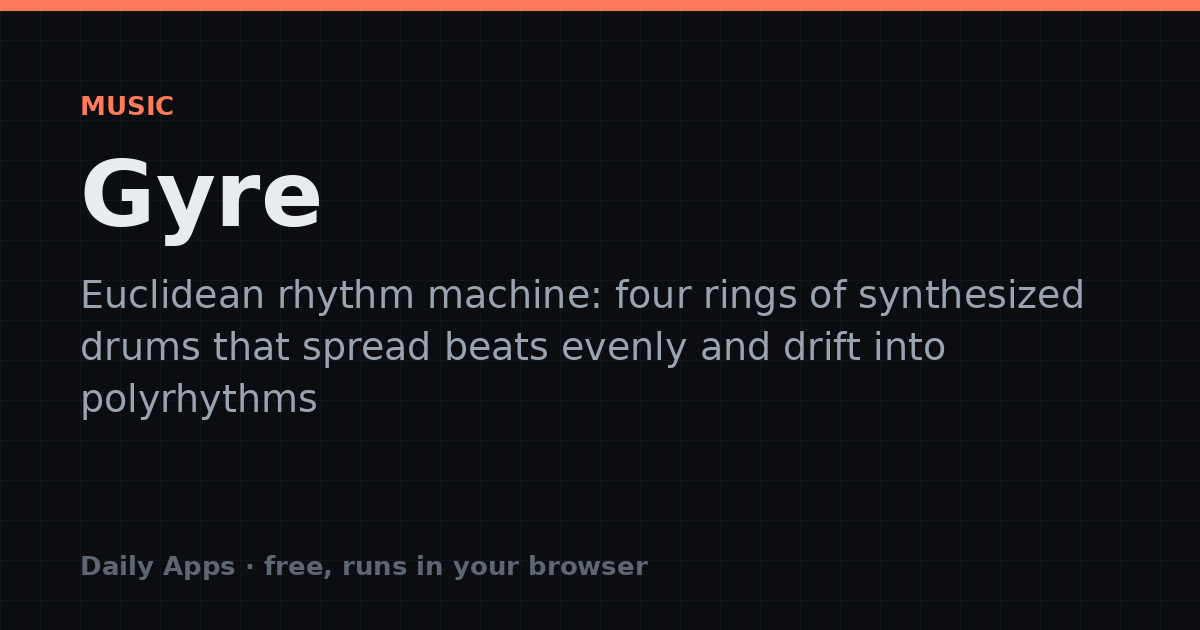 MUSIC
Gyre
Euclidean rhythm machine: four rings of synthesized
drums that spread beats evenly and drift into
polyrhythms
Daily Apps · free, runs in your browser